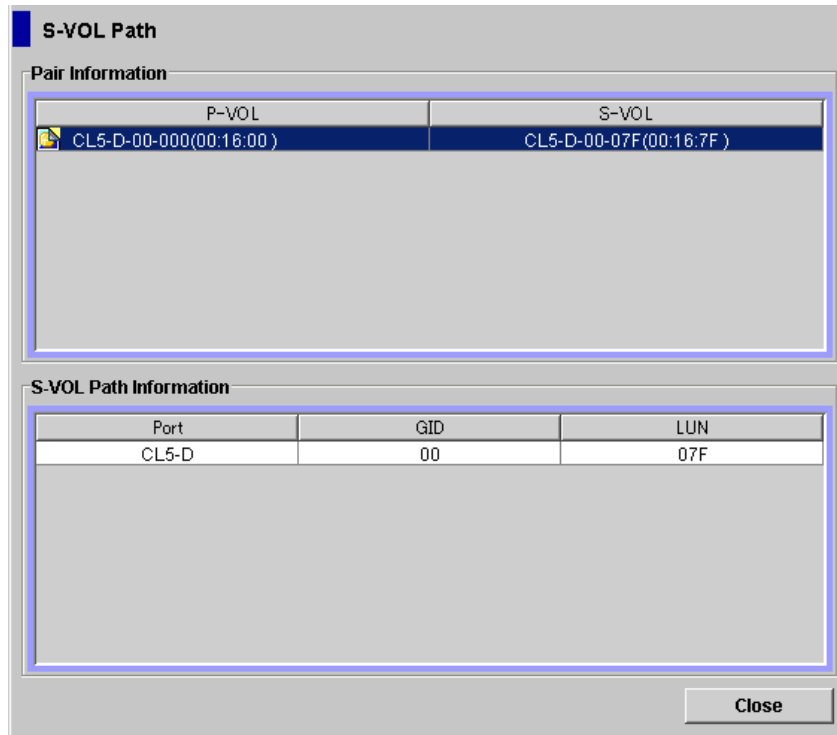 S-VOL Path
Pair Information
P-VOL S-VOL
CL5-D-00-000(00:16:00 ) CL5-D-00-07F(00:16:7F )
S-VOL Path Information
Port GID LUN
CL5-D 00 07F
Close